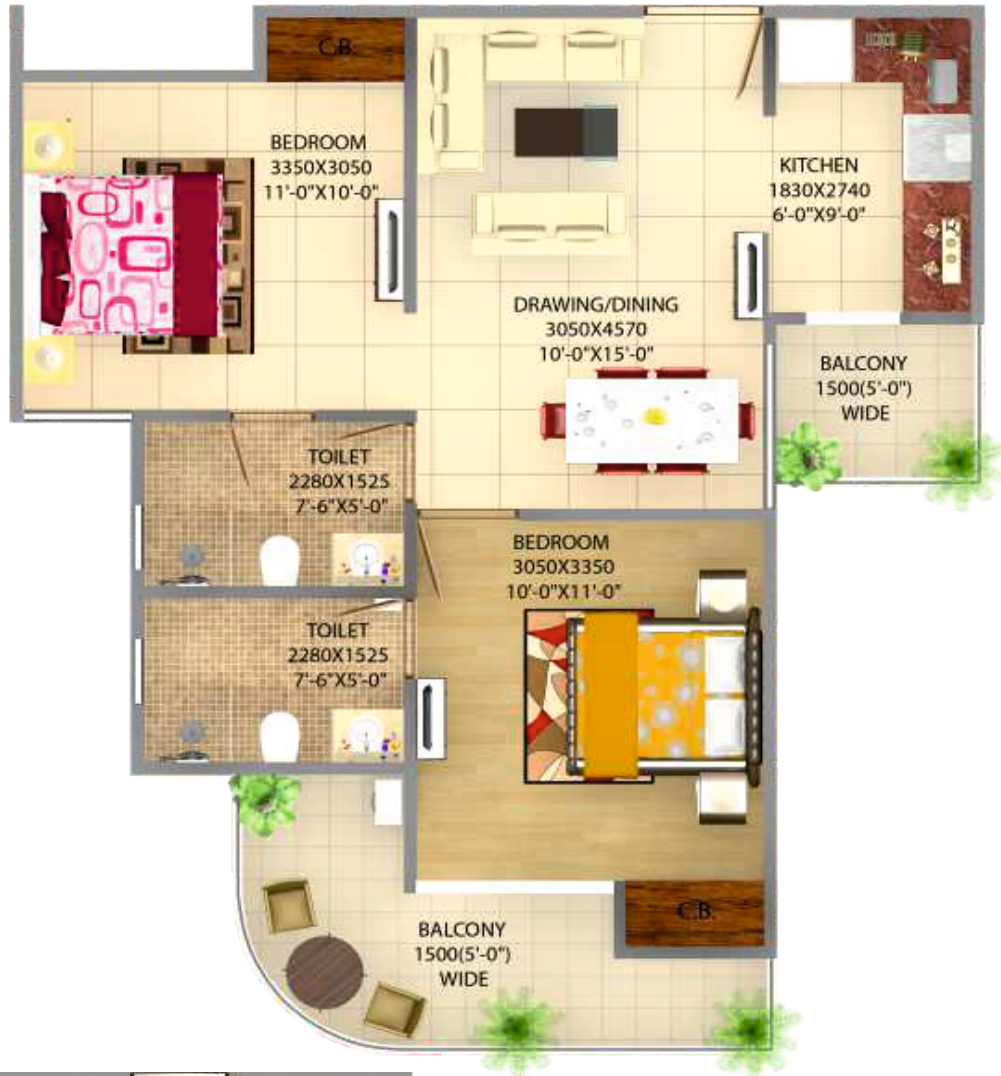 C.B.
BEDROOM
3350X3050
11'-0"X10'-0"
KITCHEN
1830X2740
6'-0"X9'-0"
DRAWING/DINING
3050X4570
10'-0"X15'-0"
BALCONY
1500(5'-0")
WIDE
TOILET
2280X1525
7'-6"X5'-0"
BEDROOM
3050X3350
10'-0"X11'-0"
TOILET
2280X1525
7'-6"X5'-0"
C.B.
BALCONY
1500(5'-0")
WIDE